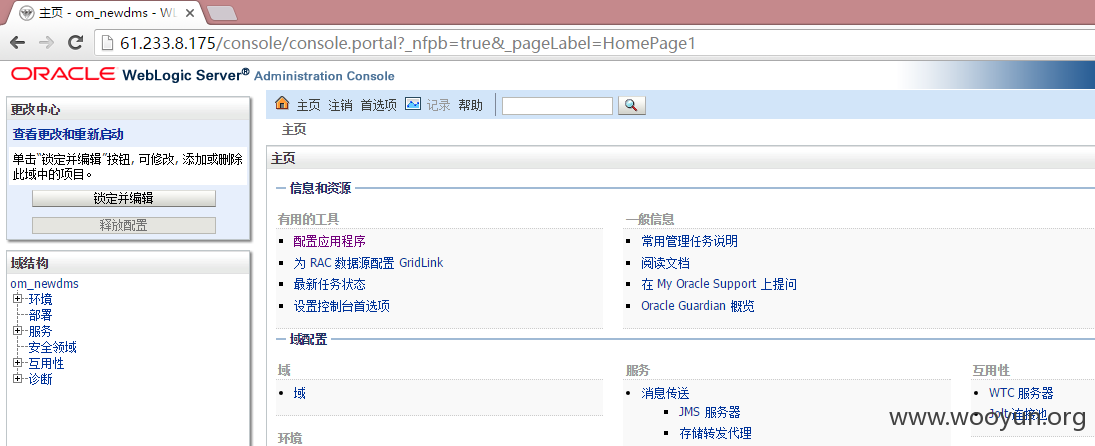 主页 - om_newdms - WL
61.233.8.175/console/console.portal?_nfpb=true&_pageLabel=HomePage1
ORACLE WebLogic Server® Administration Console
更改中心
查看更改和重新启动
单击“锁定并编辑”按钮, 可修改, 添加或删除
此域中的项目。
锁定并编辑
释放配置
域结构
om_newdms
环境
部署
服务
安全领域
互用性
诊断
主页 注销 首选项 记录 帮助
主页
主页
信息和资源
有用的工具
配置应用程序
为 RAC 数据源配置 GridLink
最新任务状态
设置控制台首选项
一般信息
常用管理任务说明
阅读文档
在 My Oracle Support 上提问
Oracle Guardian 概览
域配置
域
域
环境
服务
消息传送
JMS 服务器
存储转发代理
互用性
WTC 服务器
Jolt 连接池
www.wooyun.org